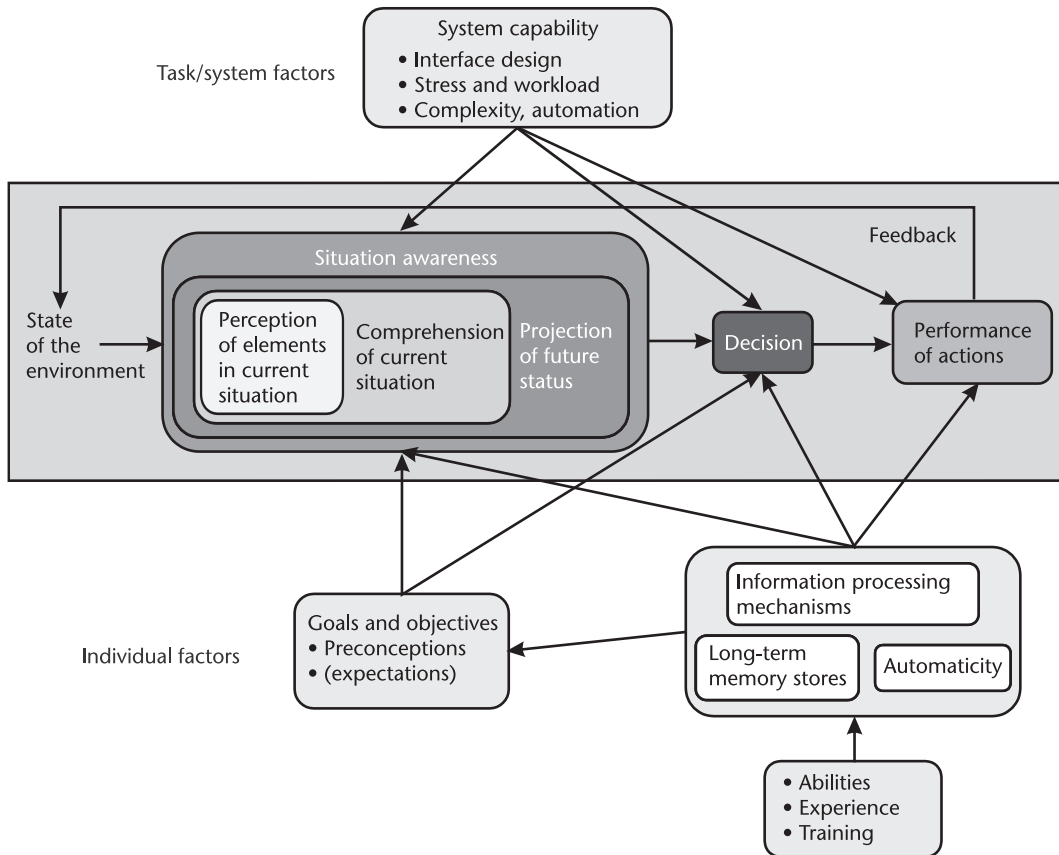 System capability
• Interface design
• Stress and workload
• Complexity, automation
Task/system factors
Feedback
Situation awareness
State
of the
environment
Perception
of elements
in current
situation
Comprehension
of current
situation
Projection
of future
status
Decision
Performance
of actions
Individual factors
Goals and objectives
• Preconceptions
• (expectations)
Information processing
mechanisms
Long-term
memory stores
Automaticity
• Abilities
• Experience
• Training